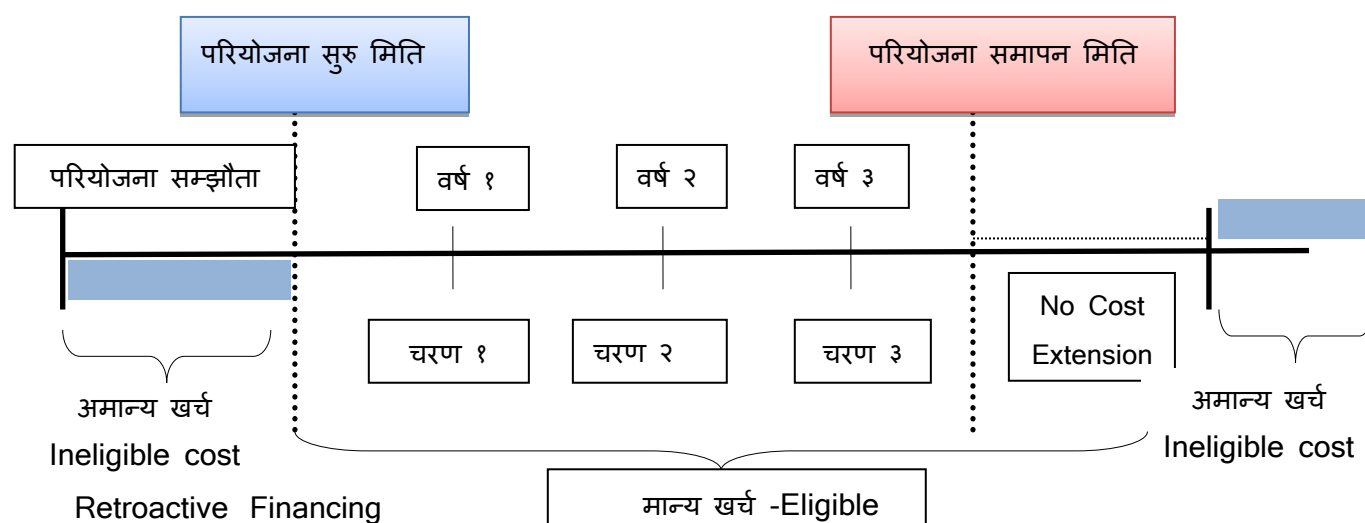 परियोजना सुरु मिति
परियोजना समापन मिति
परियोजना सम्झौता
वर्ष १
वर्ष २
वर्ष ३
चरण १
चरण २
चरण ३
No Cost
Extension
अमान्य खर्च
Ineligible cost
Retroactive Financing
मान्य खर्च -Eligible
अमान्य खर्च
Ineligible cost